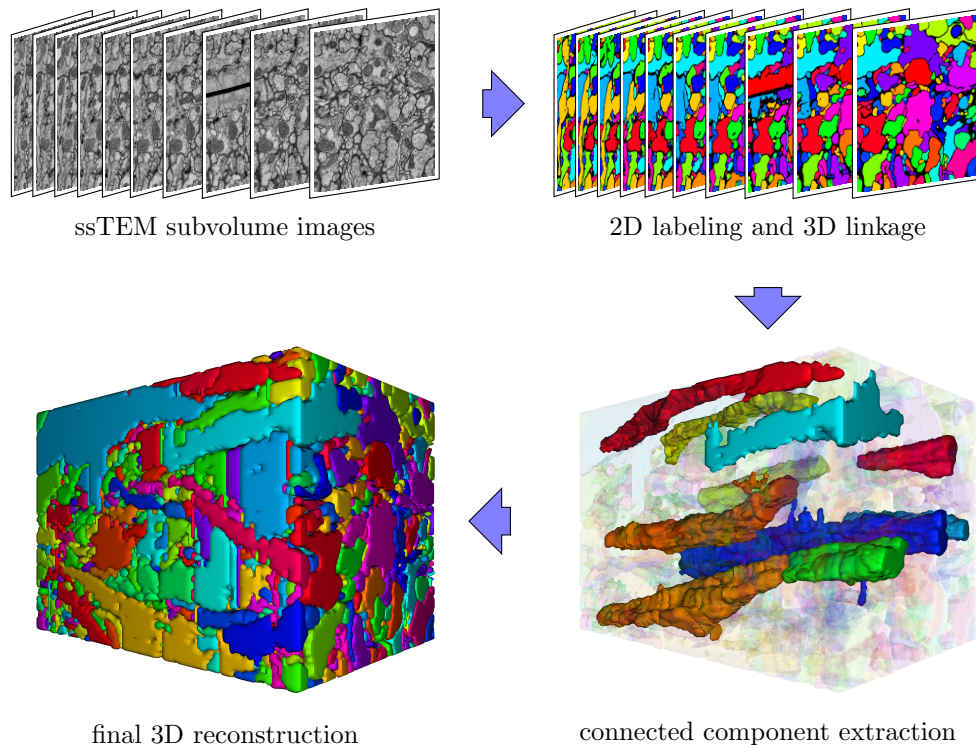 ssTEM subvolume images
2D labeling and 3D linkage
final 3D reconstruction
connected component extraction